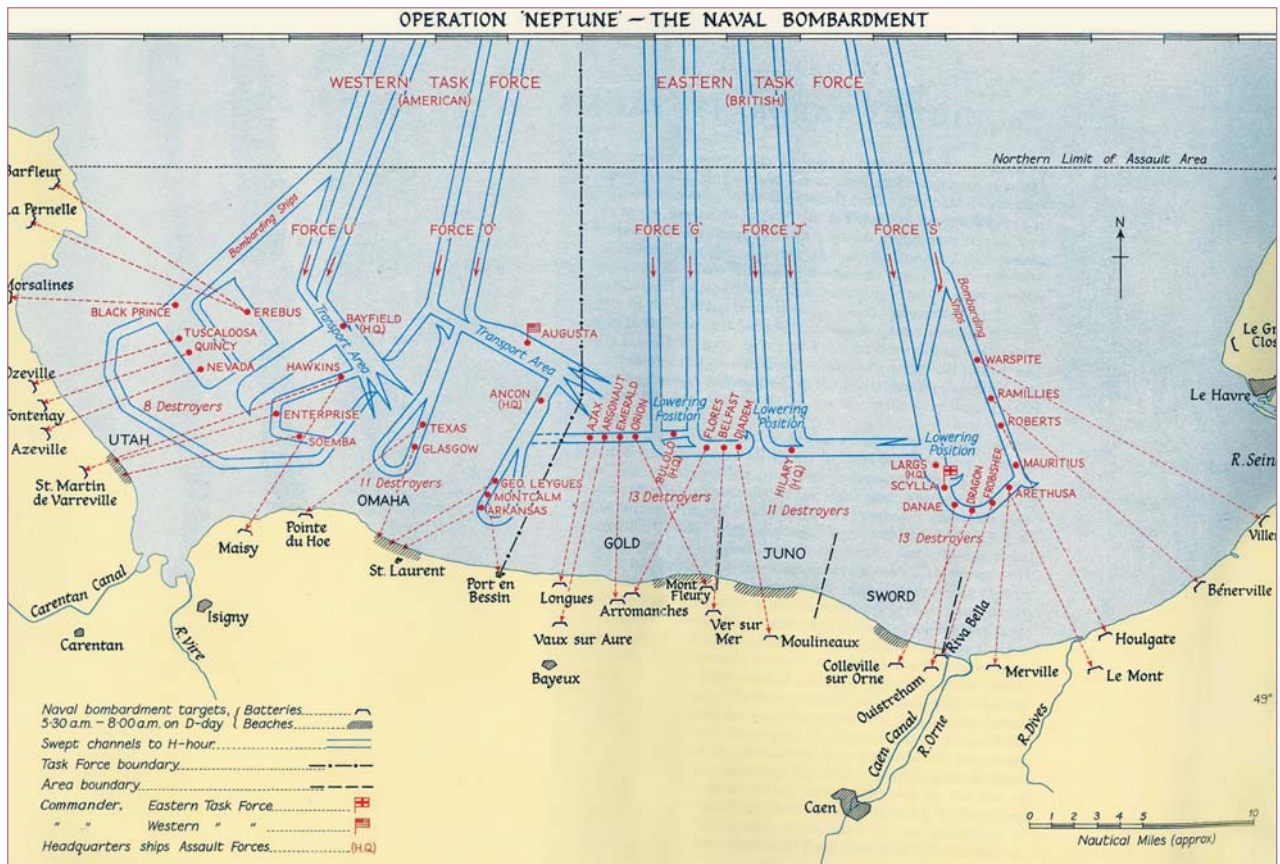 OPERATION 'NEPTUNE' – THE NAVAL BOMBARDMENT
WESTERN TASK FORCE
(AMERICAN)
EASTERN TASK FORCE
(BRITISH)
Northern Limit of Assault Area
Barfleur
La Pernelle
Morsalines
Bombarding Ships
FORCE 'U'
FORCE 'O'
FORCE 'G'
FORCE 'J'
FORCE 'S'
N
Bombarding
Ships
BLACK PRINCE
EREBUS
BAYFIELD
(H.Q.)
Transport Area
TUSCALOOSA
QUINCY
NEVADA
HAWKINS
AUGUSTA
Transport Area
WARSPITE
Le Havre
Ozeville
Fontenay
Azeville
8 Destroyers
ENTERPRISE
SOEMBA
TEXAS
GLASGOW
ANCON
(H.Q.)
AJAX
ARGONAUT
EMERALD
ORION
Lowering
Position
BULOLO
(H.Q.)
FLORES
BELFAST
DIADEM
Lowering
Position
HILARY
(H.Q.)
RAMILLIES
ROBERTS
Lowering
Position
LARGS
(H.Q.)
SCYLLA
DANAE
DRAGON
FROBISHER
MAURITIUS
ARETHUSA
R. Sein
UTAH
St. Martin
de Varreville
11 Destroyers
OMAHA
GEO. LEYGUES
MONTCALM
ARKANSAS
13 Destroyers
11 Destroyers
13 Destroyers
Maisy
Pointe
du Hoe
St. Laurent
Port en
Bessin
GOLD
JUNO
SWORD
Longues
Arromanches
Mont
Fleury
Vaux sur Aure
Ver sur
Mer
Moulineaux
Bénerville
Carentan Canal
Carentan
Isigny
R. Vire
Bayeux
Colleville
sur Orne
Riva Bella
Ouistreham
Merville
Houlgate
Le Mont
Caen Canal
R. Orne
R. Dives
Caen
49°
Naval bombardment targets, Batteries
5·30 a.m. – 8·00 a.m. on D-day Beaches
Swept channels to H-hour
Task Force boundary
Area boundary
Commander, Eastern Task Force
" " Western " "
Headquarters ships Assault Forces (H.Q.)
0 1 2 3 4 5 10
Nautical Miles (approx)